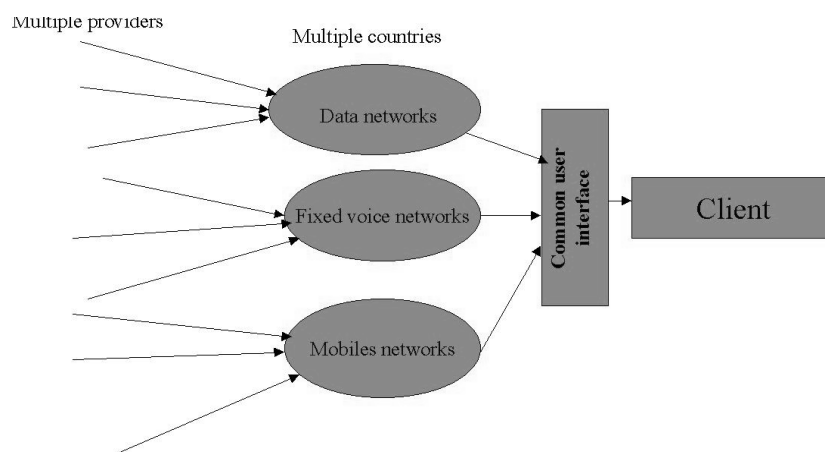 Multiple providers
Multiple countries
Data networks
Fixed voice networks
Mobiles networks
Common user
interface
Client